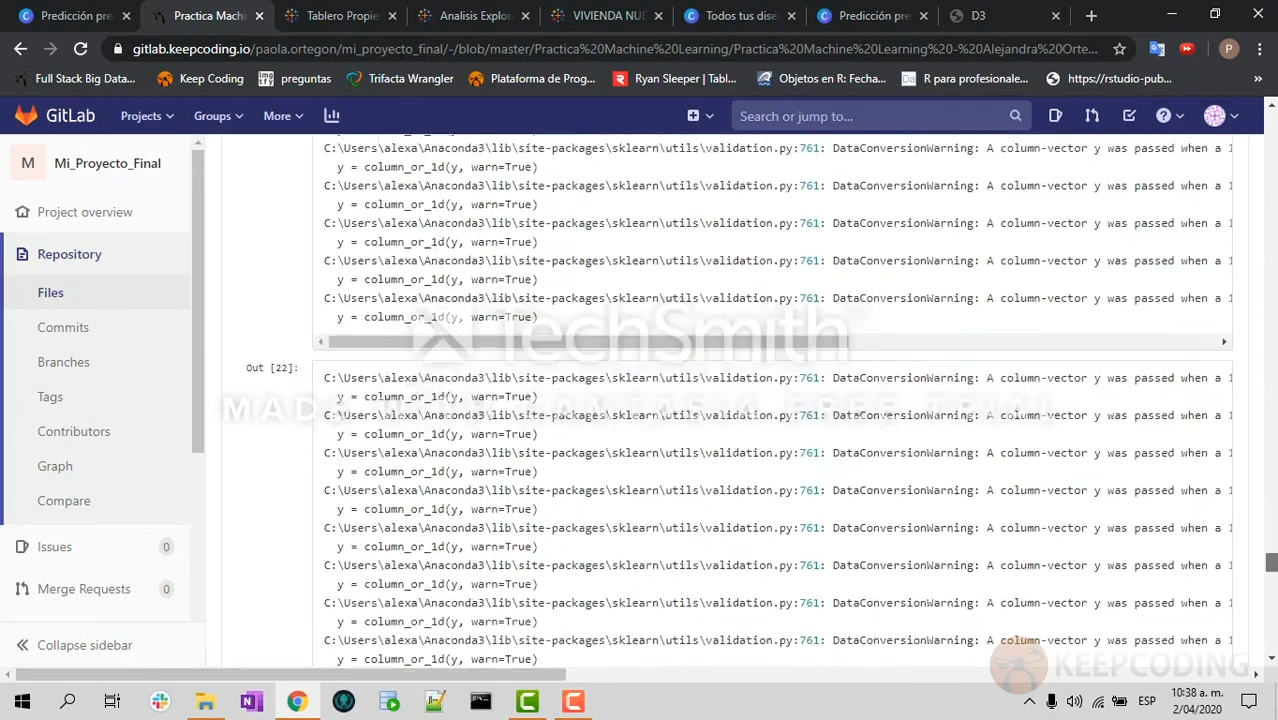 Predicción pre
Practica Machi
Tablero Propie
Analisis Explora
VIVIENDA NUE
Todos tus dise
Predicción pre
D3
gitlab.keepcoding.io/paola.ortegon/mi_proyecto_final/-/blob/master/Practica%20Machine%20Learning/Practica%20Machine%20Learning%20-%20Alejandra%20Orte...
P
Full Stack Big Data...
Keep Coding
preguntas
Trifacta Wrangler
Plataforma de Prog...
Ryan Sleeper | Tabl...
Objetos en R: Fecha...
R para profesionale...
https://rstudio-pub...
GitLab
Projects
Groups
More
Search or jump to...
M
Mi_Proyecto_Final
Project overview
Repository
Files
Commits
Branches
Tags
Contributors
Graph
Compare
Issues 0
Merge Requests 0
Collapse sidebar
C:\Users\alexa\Anaconda3\lib\site-packages\sklearn\utils\validation.py:761: DataConversionWarning: A column-vector y was passed when a 1
y = column_or_1d(y, warn=True)
C:\Users\alexa\Anaconda3\lib\site-packages\sklearn\utils\validation.py:761: DataConversionWarning: A column-vector y was passed when a 1
y = column_or_1d(y, warn=True)
C:\Users\alexa\Anaconda3\lib\site-packages\sklearn\utils\validation.py:761: DataConversionWarning: A column-vector y was passed when a 1
y = column_or_1d(y, warn=True)
C:\Users\alexa\Anaconda3\lib\site-packages\sklearn\utils\validation.py:761: DataConversionWarning: A column-vector y was passed when a 1
y = column_or_1d(y, warn=True)
C:\Users\alexa\Anaconda3\lib\site-packages\sklearn\utils\validation.py:761: DataConversionWarning: A column-vector y was passed when a 1
y = column_or_1d(y, warn=True)
TechSmith
Out [22]:
C:\Users\alexa\Anaconda3\lib\site-packages\sklearn\utils\validation.py:761: DataConversionWarning: A column-vector y was passed when a 1
y = column_or_1d(y, warn=True)
C:\Users\alexa\Anaconda3\lib\site-packages\sklearn\utils\validation.py:761: DataConversionWarning: A column-vector y was passed when a 1
y = column_or_1d(y, warn=True)
C:\Users\alexa\Anaconda3\lib\site-packages\sklearn\utils\validation.py:761: DataConversionWarning: A column-vector y was passed when a 1
y = column_or_1d(y, warn=True)
C:\Users\alexa\Anaconda3\lib\site-packages\sklearn\utils\validation.py:761: DataConversionWarning: A column-vector y was passed when a 1
y = column_or_1d(y, warn=True)
C:\Users\alexa\Anaconda3\lib\site-packages\sklearn\utils\validation.py:761: DataConversionWarning: A column-vector y was passed when a 1
y = column_or_1d(y, warn=True)
C:\Users\alexa\Anaconda3\lib\site-packages\sklearn\utils\validation.py:761: DataConversionWarning: A column-vector y was passed when a 1
y = column_or_1d(y, warn=True)
C:\Users\alexa\Anaconda3\lib\site-packages\sklearn\utils\validation.py:761: DataConversionWarning: A column-vector y was passed when a 1
y = column_or_1d(y, warn=True)
C:\Users\alexa\Anaconda3\lib\site-packages\sklearn\utils\validation.py:761: DataConversionWarning: A column-vector y was passed when a 1
y = column_or_1d(y, warn=True)
KEEPCODING
ESP
0:38 a. m.
2/04/2020